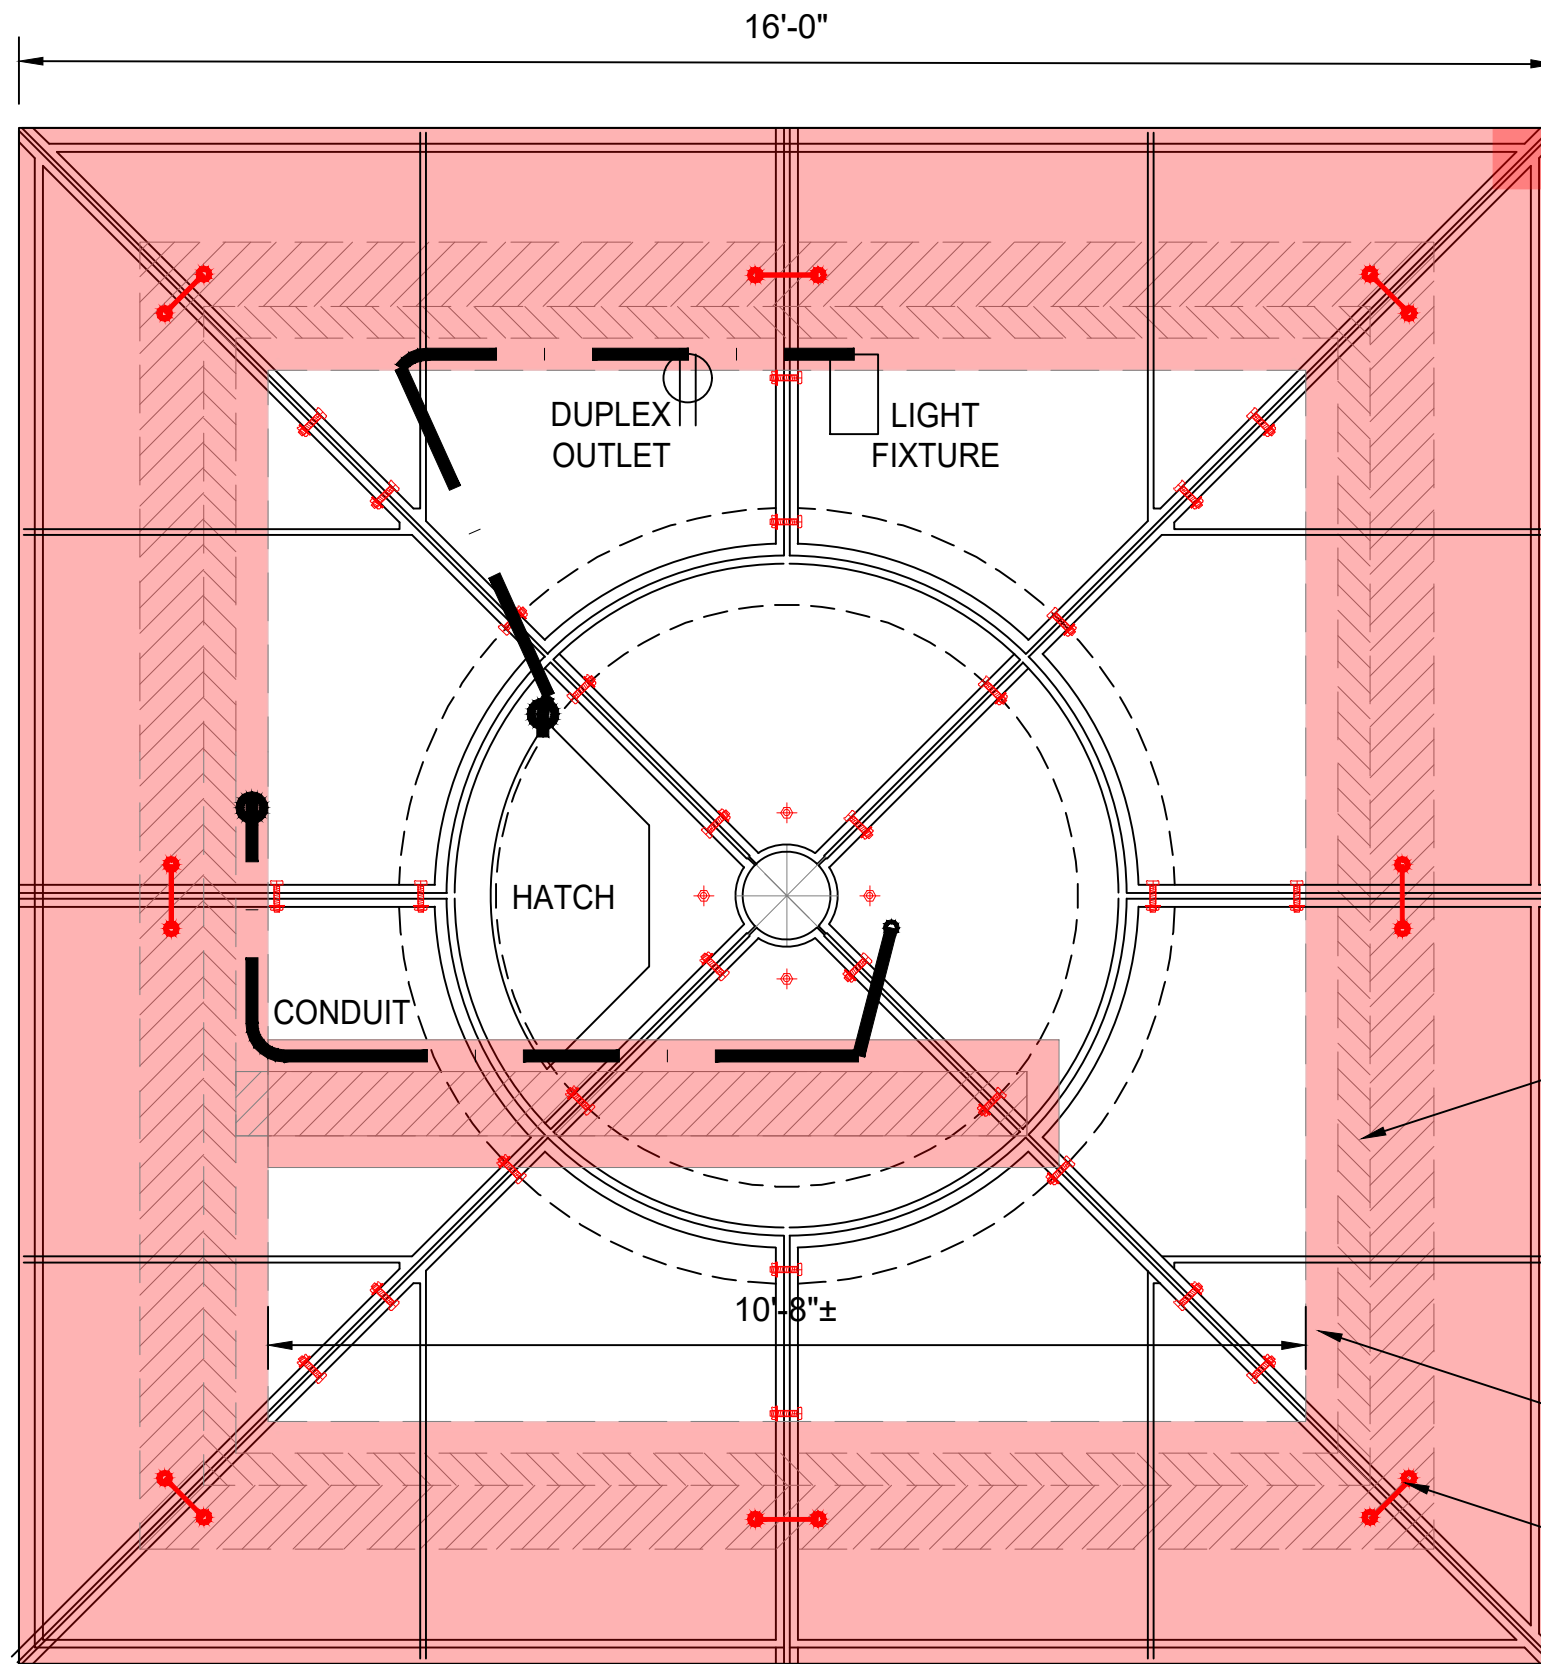 16'-0"
DUPLEX
OUTLET
LIGHT
FIXTURE
HATCH
CONDUIT
10'-8"±